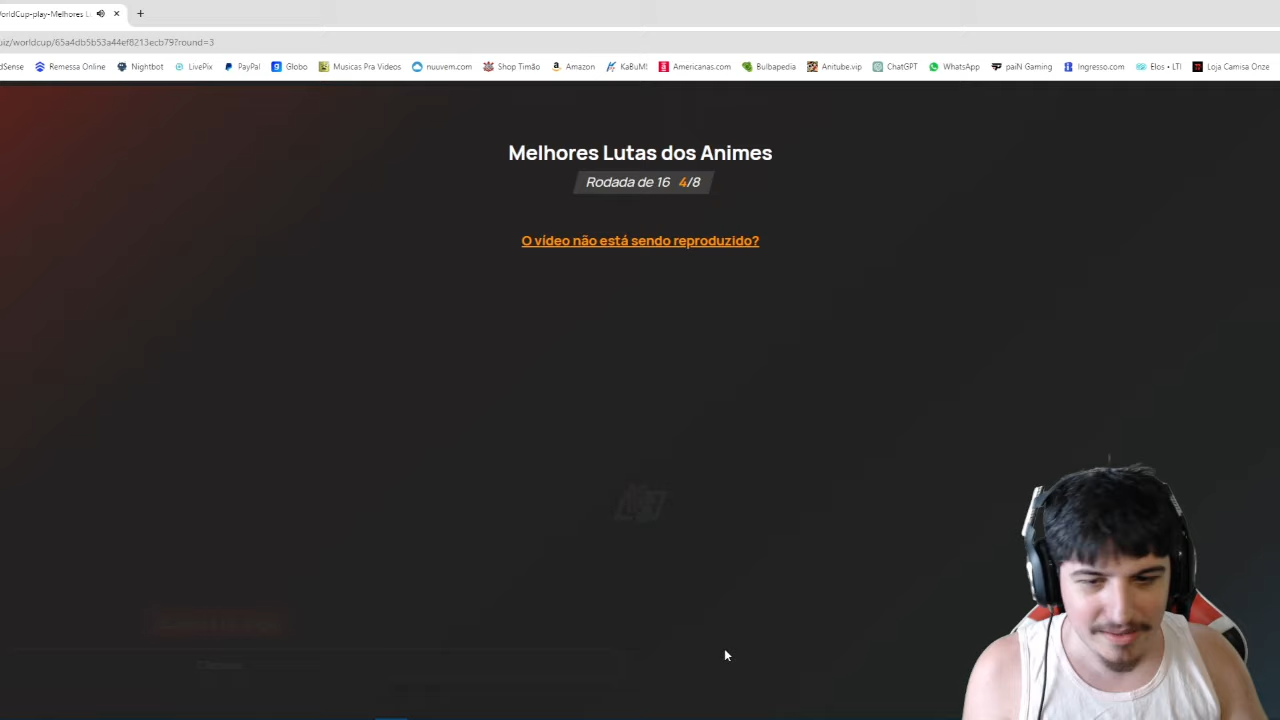 WorldCup-play-Melhores L
uiz/worldcup/65a4db5b53a44ef8213ecb79?round=3
dSense Remessa Online Nightbot LivePix PayPal Globo Musicas Pra Videos nuuvem.com Shop Timão Amazon KaBuM! Americanas.com Bulbapedia Anitube.vip ChatGPT WhatsApp paiN Gaming Ingresso.com Elos • LTI Loja Camisa Onze
Melhores Lutas dos Animes
Rodada de 16 4/8
O vídeo não está sendo reproduzido?